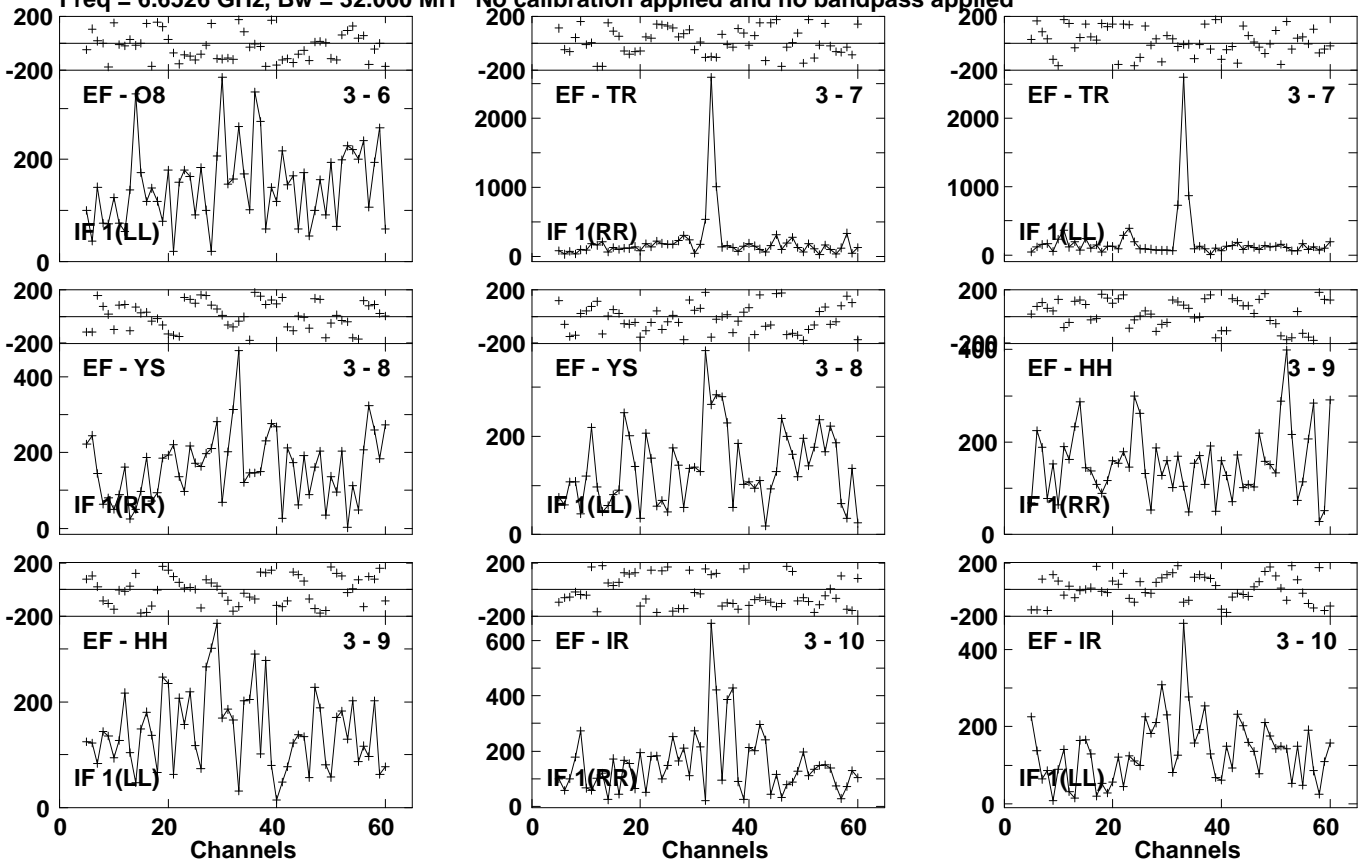 Freq = 6.6526 GHz, Bw = 32.000 MH No calibration applied and no bandpass applied
200 200 200
-200 -200 -200
EF - O8 3 - 6 EF - TR 3 - 7 EF - TR 3 - 7
2000 2000
200 1000 1000
IF 1(LL) IF 1(RR) IF 1(LL)
0 0 0
200 200 200
-200 -200 -200
400
EF - YS 3 - 8 EF - YS 3 - 8 EF - HH 3 - 9
400
200 200 200
IF 1(RR) IF 1(LL) IF 1(RR)
0 0 0
200 200 200
-200 -200 -200
EF - HH 3 - 9 EF - IR 3 - 10 EF - IR 3 - 10
600 400
400
200 200 200
IF 1(LL) IF 1(RR) IF 1(LL)
0 0 0
0 20 40 60 0 20 40 60 0 20 40 60
Channels Channels Channels